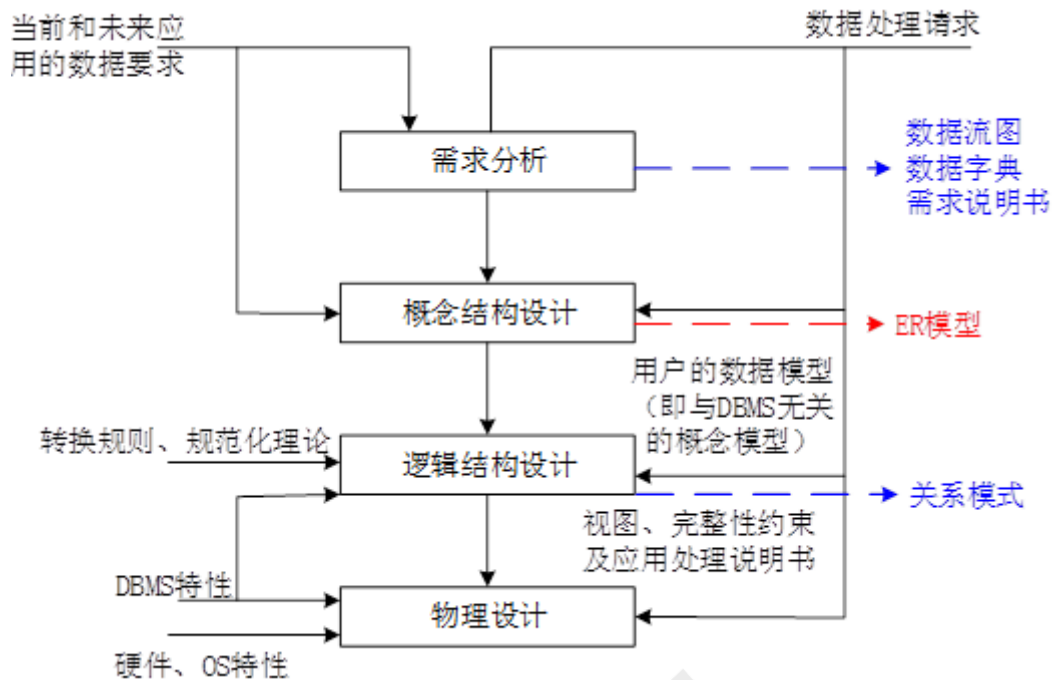 当前和未来应
用的数据要求
数据处理请求
需求分析
数据流图
数据字典
需求说明书
概念结构设计
ER模型
用户的数据模型
（即与DBMS无关
的概念模型）
转换规则、规范化理论
逻辑结构设计
关系模式
视图、完整性约束
及应用处理说明书
DBMS特性
物理设计
硬件、OS特性